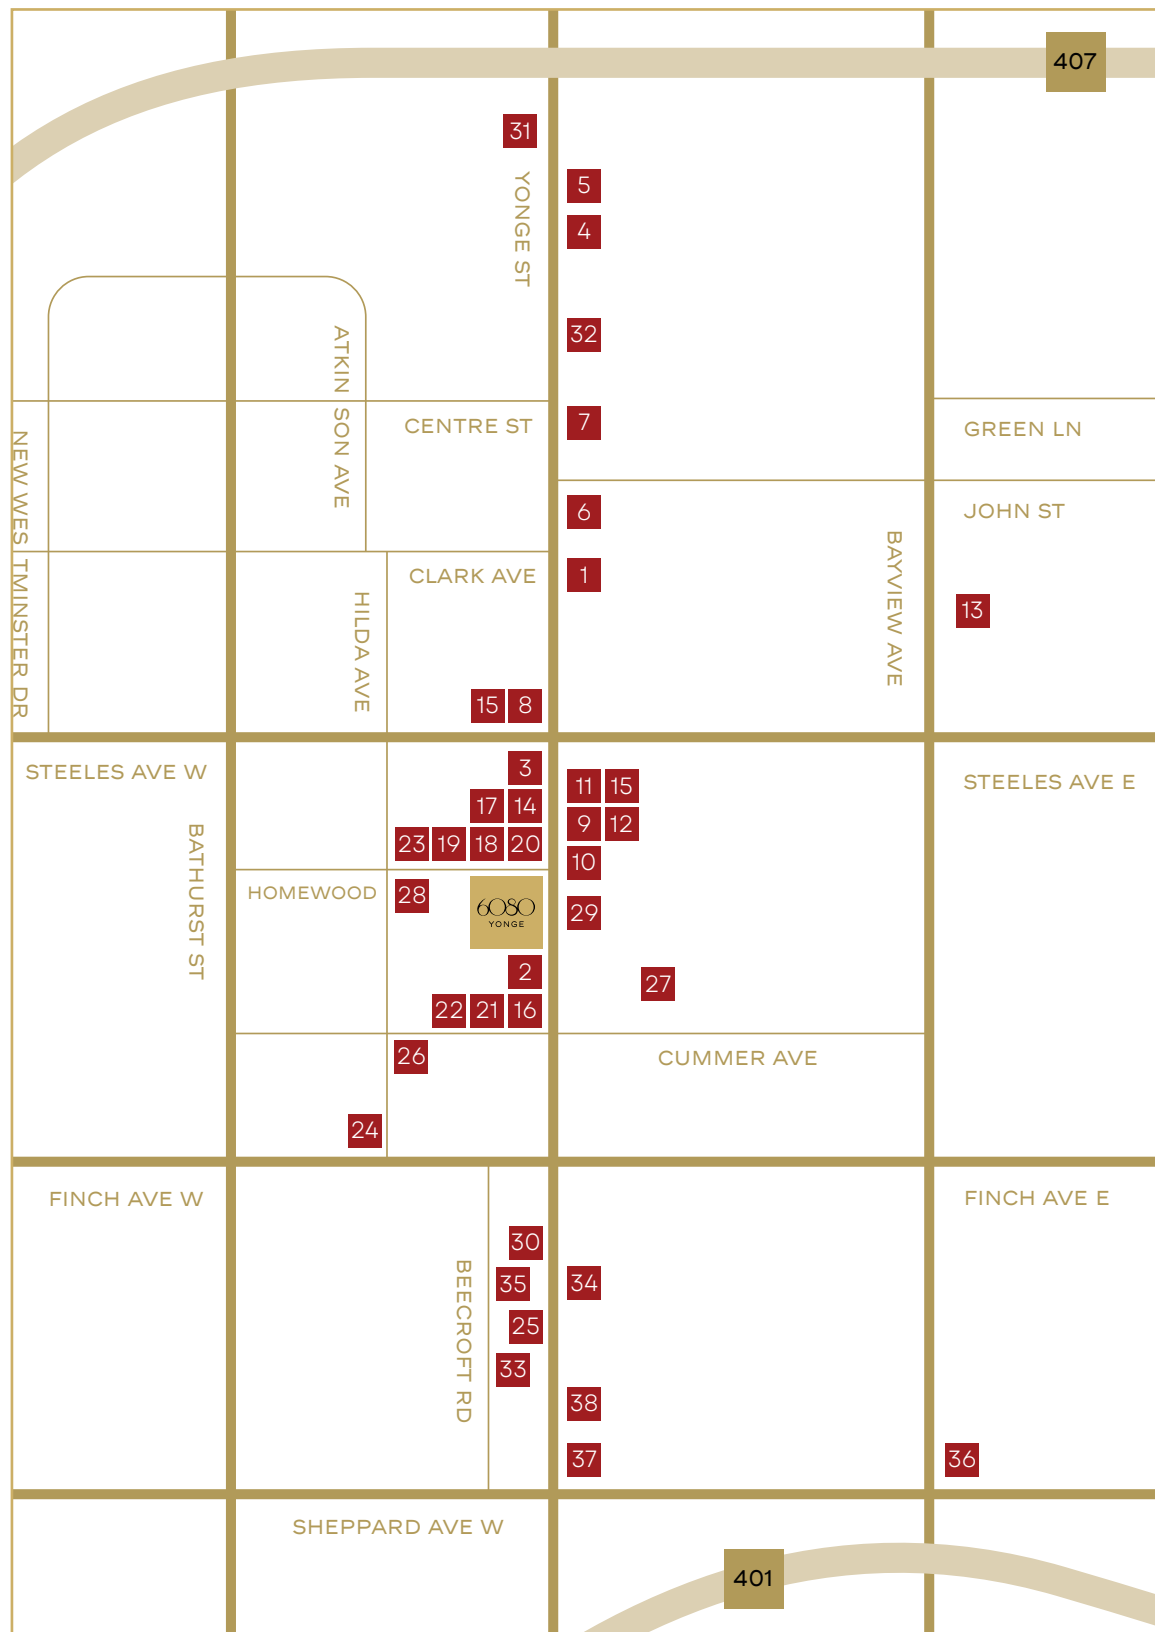 407
31
YONGE ST
5
4
32
ATKIN SON AVE
CENTRE ST
7
GREEN LN
NEW WES TMINSTER DR
6
JOHN ST
BAYVIEW AVE
CLARK AVE
1
HILDA AVE
13
15 8
STEELES AVE W
3
11 15
STEELES AVE E
17 14
9 12
23 19 18 20
10
BATHURST ST
HOMEWOOD
28
6080
YONGE
29
2
27
22 21 16
26
CUMMER AVE
24
FINCH AVE W
FINCH AVE E
30
BEECROFT RD
35
34
25
33
38
37
36
SHEPPARD AVE W
401